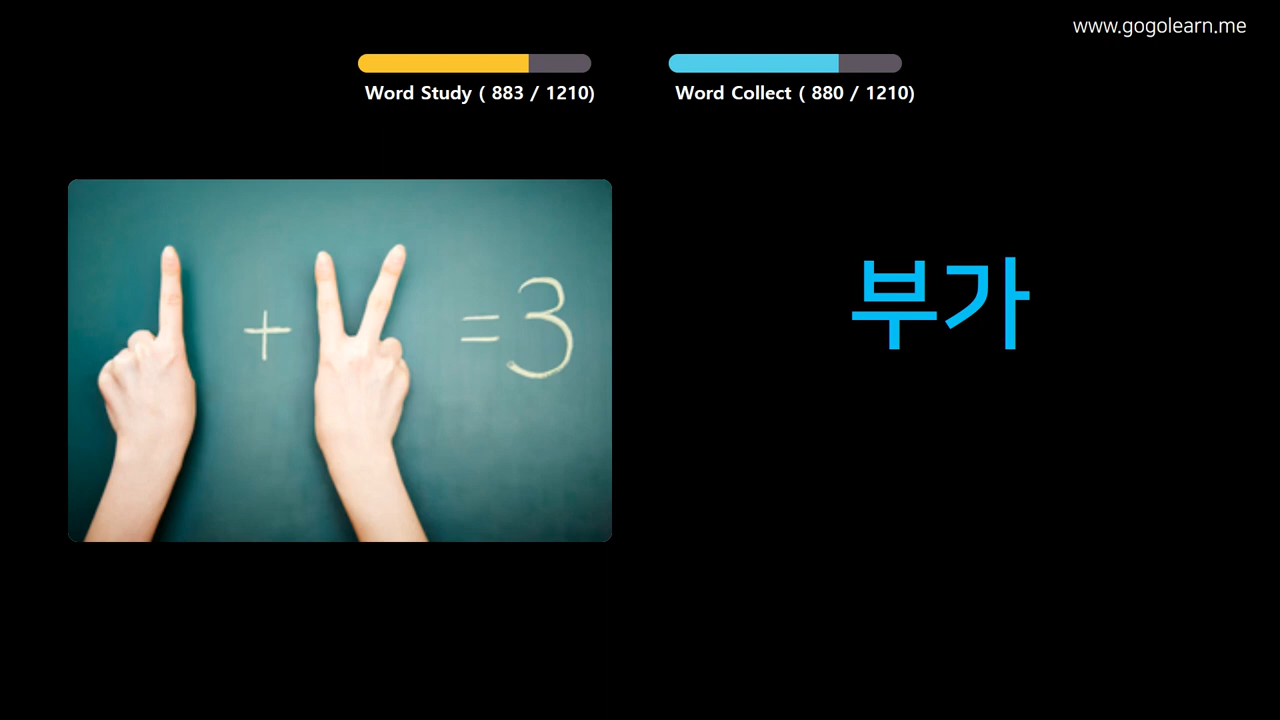 www.gogolearn.me
Word Study ( 883 / 1210)
Word Collect ( 880 / 1210)
+ = 3
부가